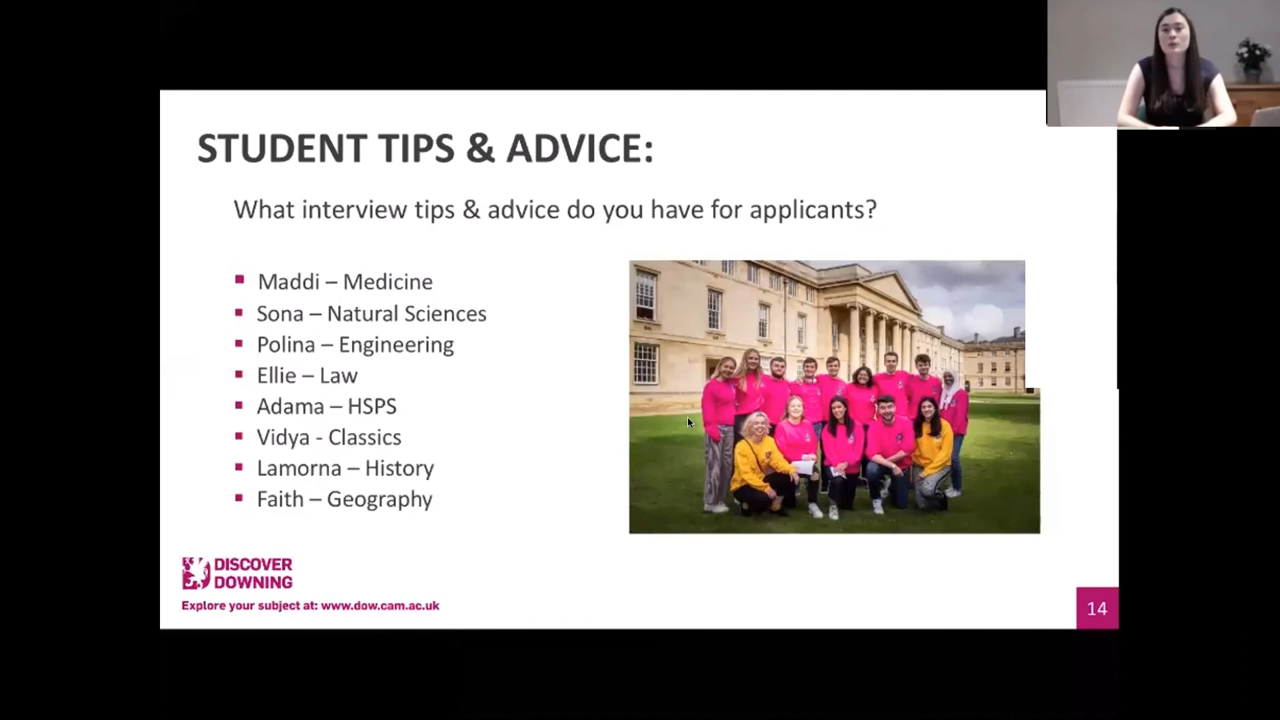 STUDENT TIPS & ADVICE:
What interview tips & advice do you have for applicants?
Maddi – Medicine
Sona – Natural Sciences
Polina – Engineering
Ellie – Law
Adama – HSPS
Vidya - Classics
Lamorna – History
Faith – Geography
DISCOVER
DOWNING
Explore your subject at: www.dow.cam.ac.uk
14